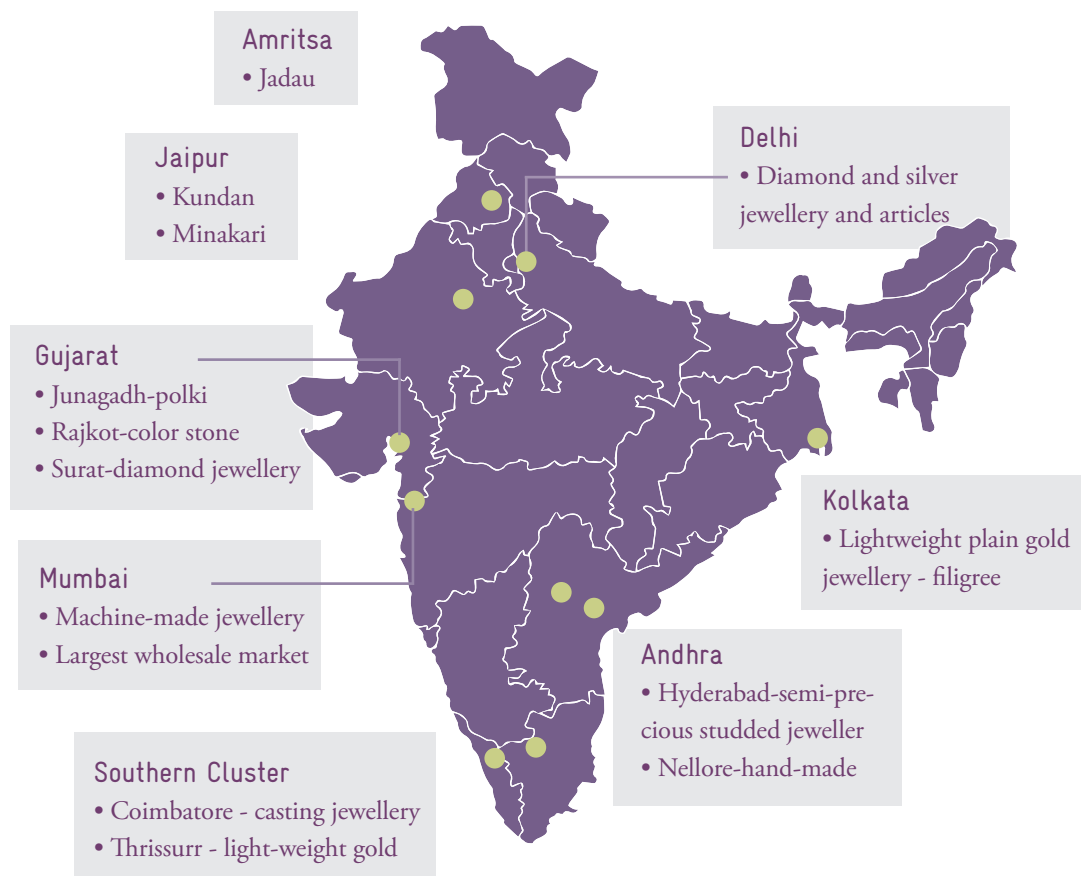 Amritsa
• Jadau
Jaipur
• Kundan
• Minakari
Delhi
• Diamond and silver
jewellery and articles
Gujarat
• Junagadh-polki
• Rajkot-color stone
• Surat-diamond jewellery
Kolkata
• Lightweight plain gold
jewellery - filigree
Mumbai
• Machine-made jewellery
• Largest wholesale market
Andhra
• Hyderabad-semi-pre-
cious studded jeweller
• Nellore-hand-made
Southern Cluster
• Coimbatore - casting jewellery
• Thrissurr - light-weight gold